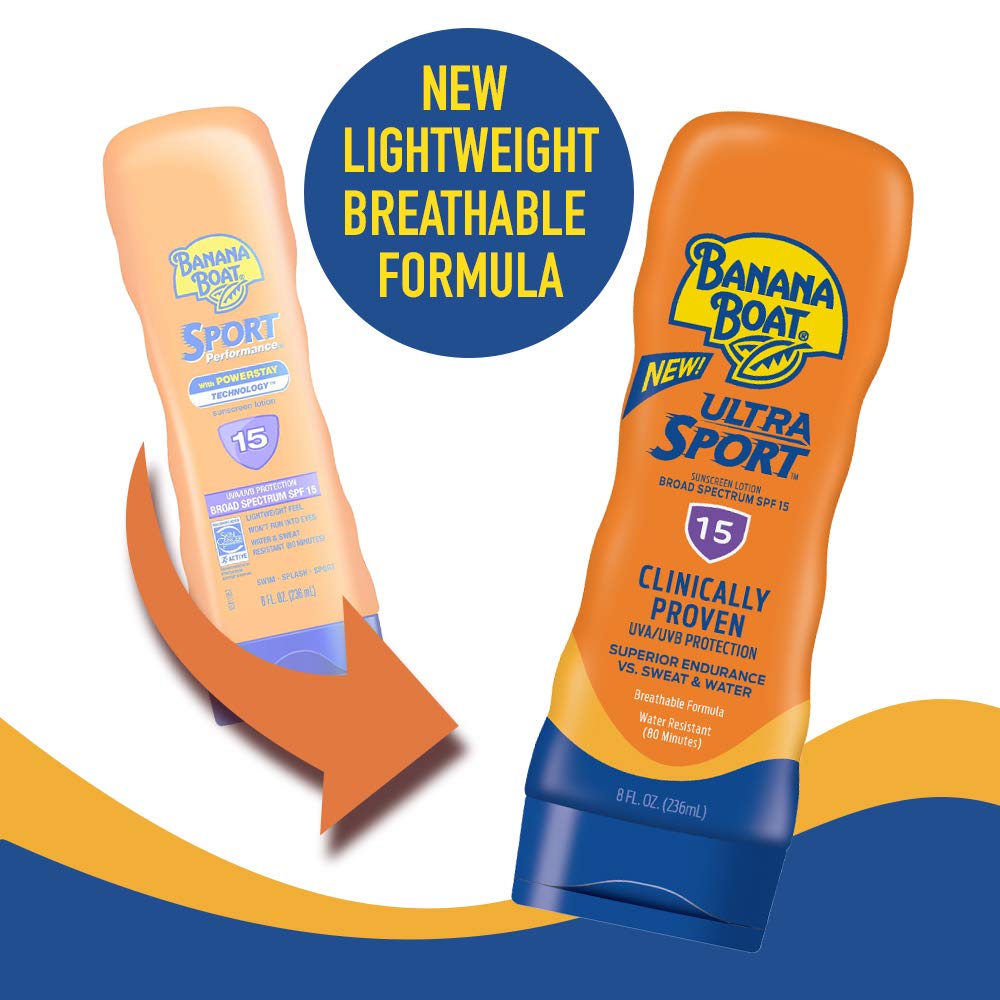 NEW
LIGHTWEIGHT
BREATHABLE
FORMULA
BANANA
BOAT®
SPORT
Performance®
With POWERSTAY
TECHNOLOGY™
sunscreen lotion
15
UVA/UVB PROTECTION
BROAD SPECTRUM SPF 15
LIGHTWEIGHT FEEL
WON'T RUN INTO EYES
WATER & SWEAT
RESISTANT (80 MINUTES)
ACTIVE
SWIM - SPLASH - SPORT
8 FL. OZ. (236 mL)
BANANA
BOAT®
NEW!
ULTRA
SPORT™
SUNSCREEN LOTION
BROAD SPECTRUM SPF 15
15
CLINICALLY
PROVEN
UVA/UVB PROTECTION
SUPERIOR ENDURANCE
VS. SWEAT & WATER
Breathable Formula
Water Resistant
(80 Minutes)
8 FL. OZ. (236mL)